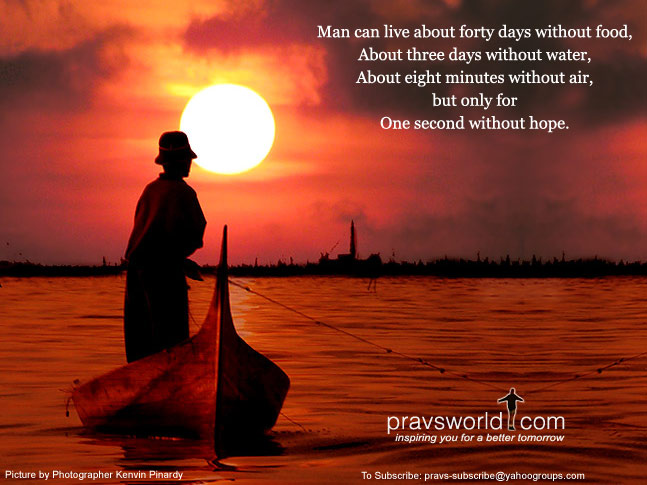 Man can live about forty days without food,
About three days without water,
About eight minutes without air,
but only for
One second without hope.
pravsworld.com
inspiring you for a better tomorrow
Picture by Photographer Kenvin Pinardy
To Subscribe: pravs-subscribe@yahoogroups.com